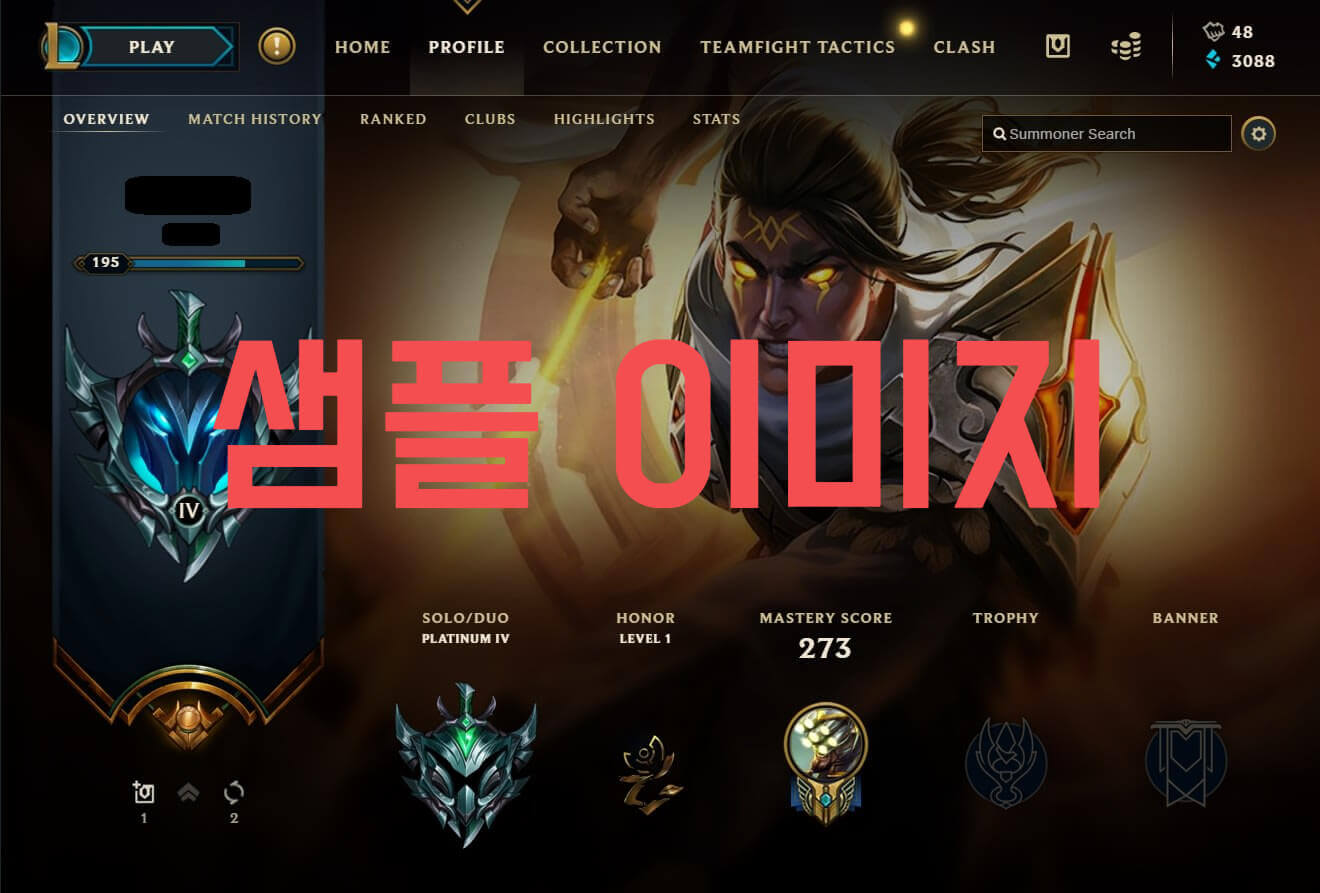 PLAY
HOME
PROFILE
COLLECTION
TEAMFIGHT TACTICS
CLASH
48
3088
OVERVIEW
MATCH HISTORY
RANKED
CLUBS
HIGHLIGHTS
STATS
Summoner Search
195
샘플 이미지
IV
SOLO/DUO
PLATINUM IV
HONOR
LEVEL 1
MASTERY SCORE
273
TROPHY
BANNER
1
2